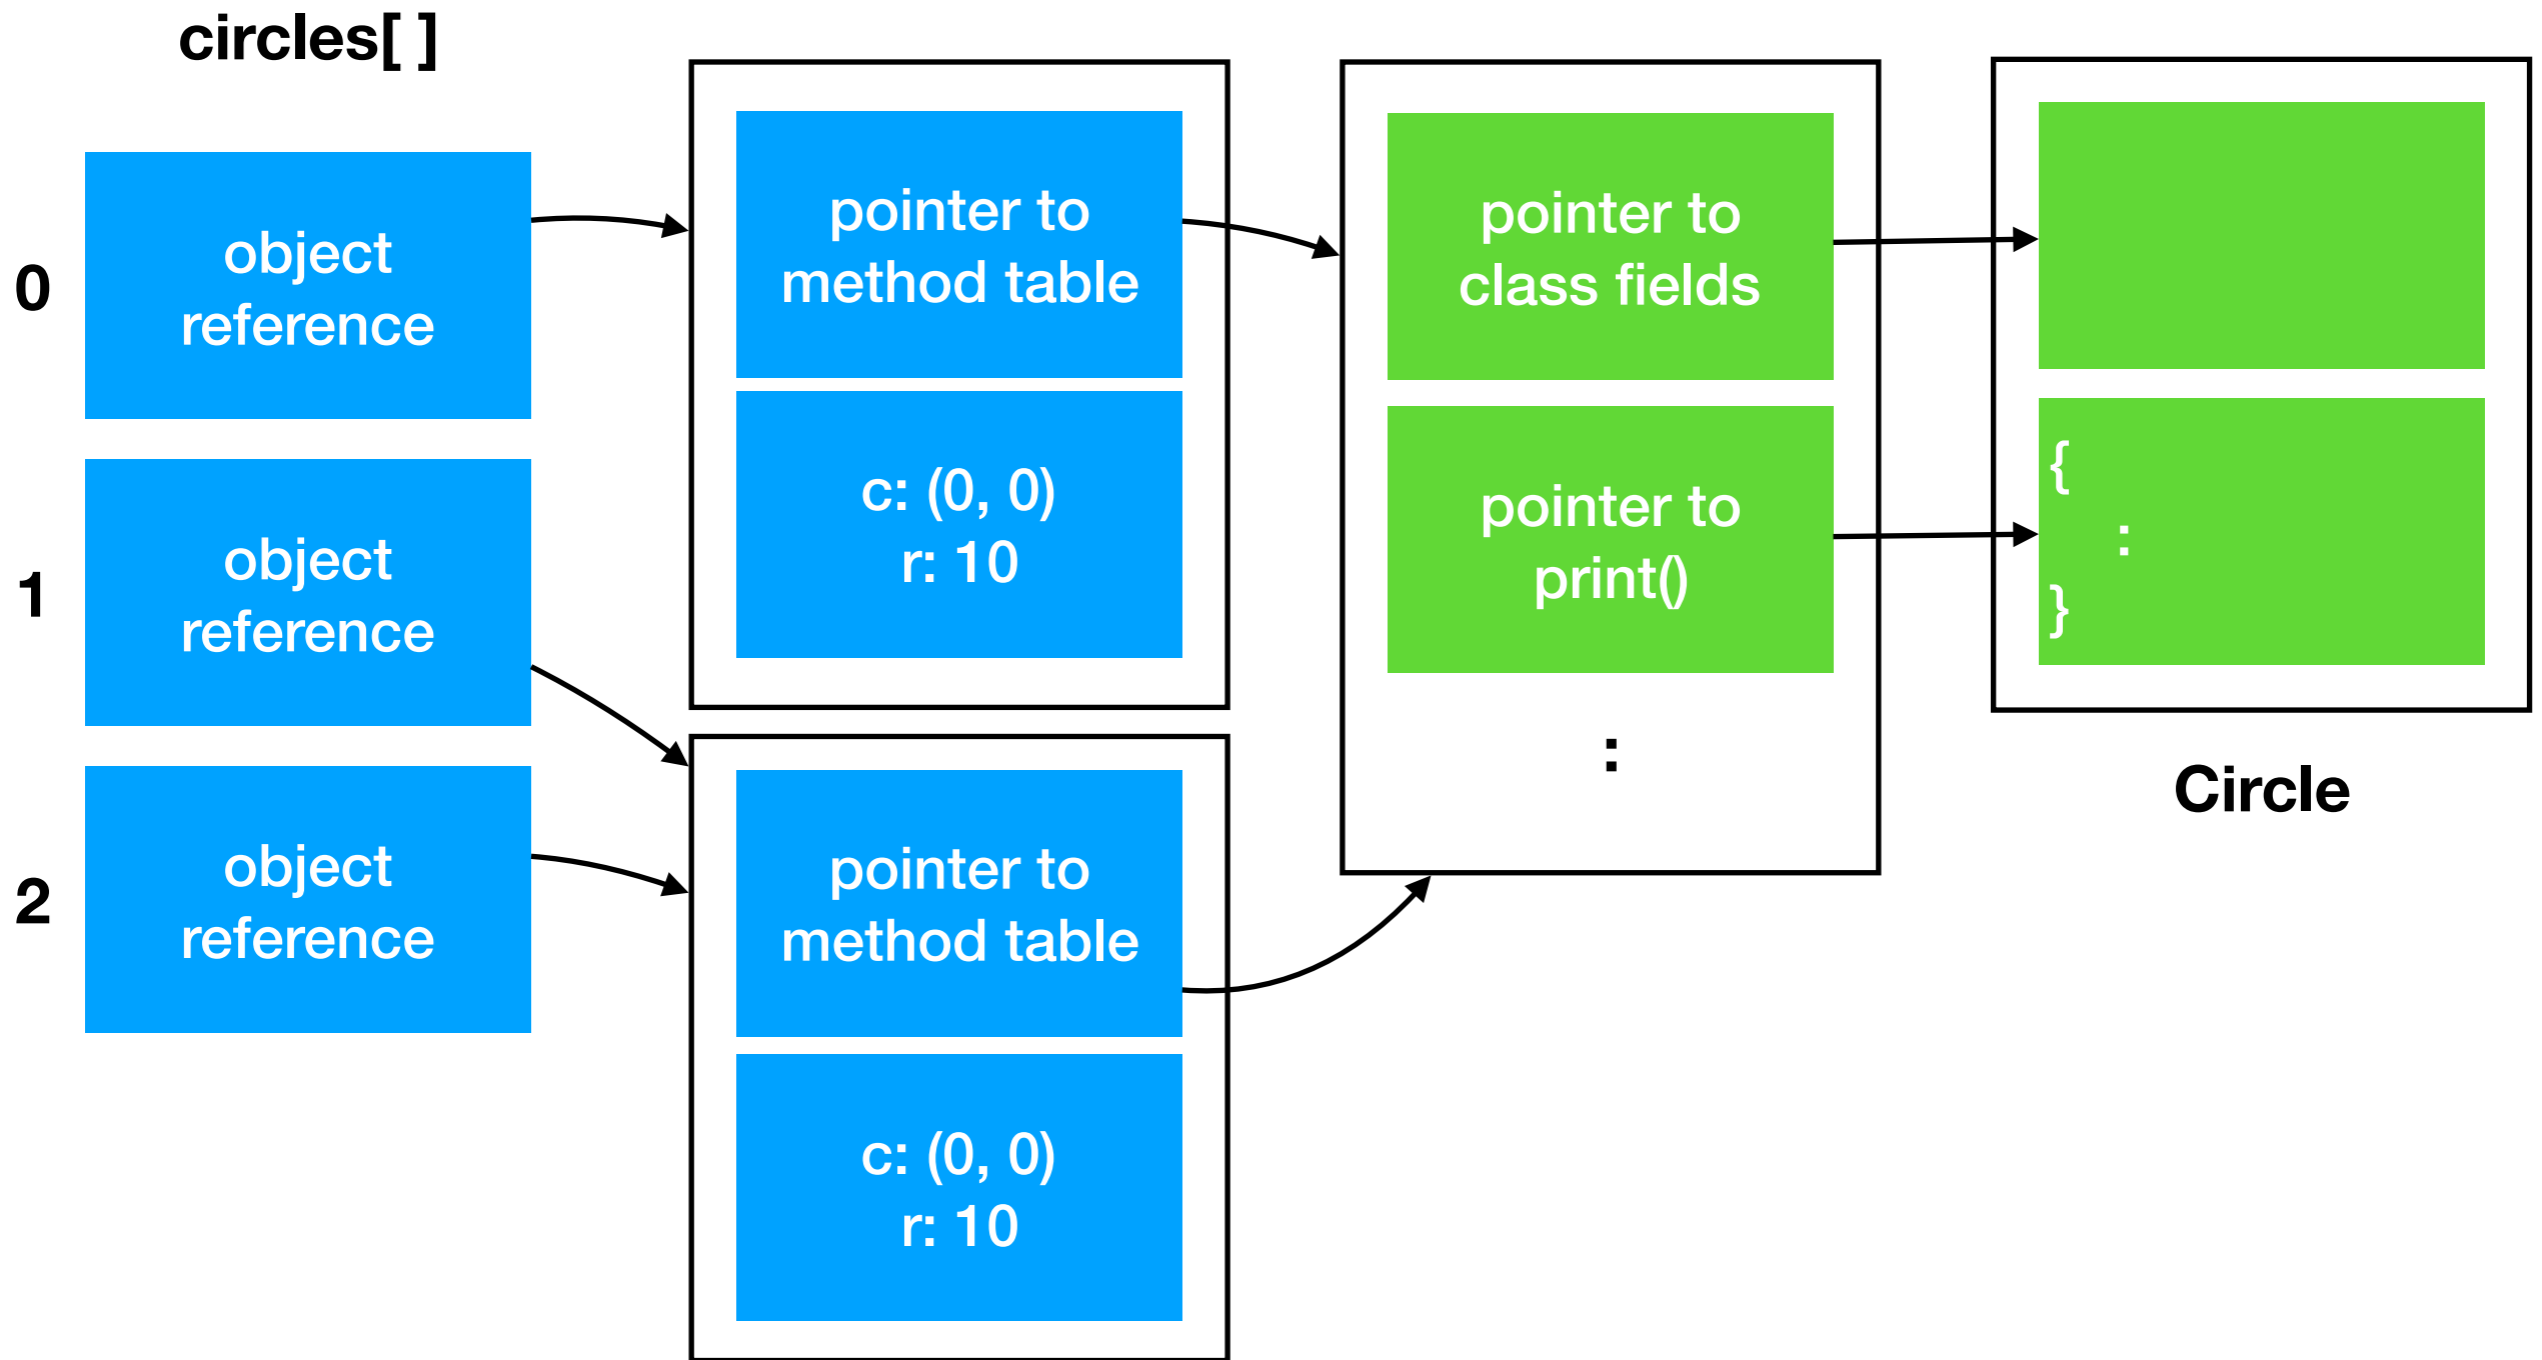 circles[ ]
0
object
reference
1
object
reference
2
object
reference
pointer to
method table
c: (0, 0)
r: 10
pointer to
method table
c: (0, 0)
r: 10
pointer to
class fields
pointer to
print()
:
{
:
}
Circle